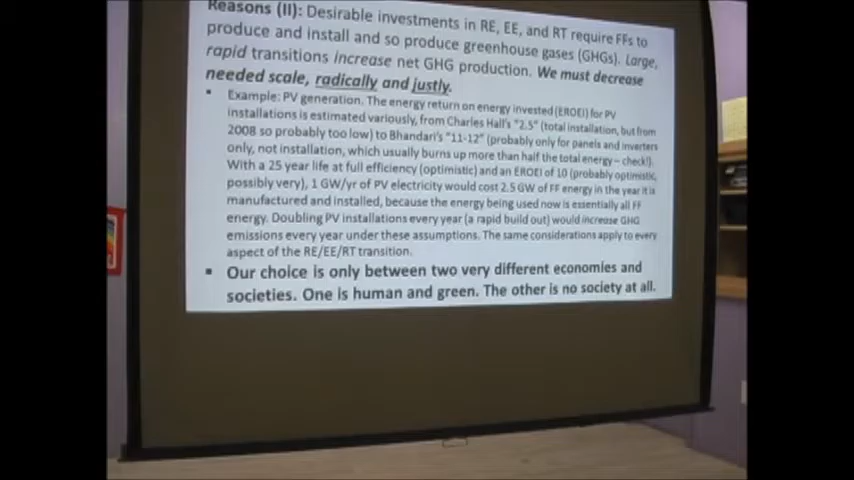 Reasons (II): Desirable investments in RE, EE, and RT require FFs to
produce and install and so produce greenhouse gases (GHGs). Large,
rapid transitions increase net GHG production. We must decrease
needed scale, radically and justly.
▪ Example: PV generation. The energy return on energy invested (EROEI) for PV
installations is estimated variously, from Charles Hall's "2.5" (total installation, but from
2008 so probably too low) to Bhandari's "11-12" (probably only for panels and inverters
only, not installation, which usually burns up more than half the total energy – check!).
With a 25 year life at full efficiency (optimistic) and an EROEI of 10 (probably optimistic,
possibly very), 1 GW/yr of PV electricity would cost 2.5 GW of FF energy in the year it is
manufactured and installed, because the energy being used now is essentially all FF
energy. Doubling PV installations every year (a rapid build out) would increase GHG
emissions every year under these assumptions. The same considerations apply to every
aspect of the RE/EE/RT transition.
▪ Our choice is only between two very different economies and
societies. One is human and green. The other is no society at all.